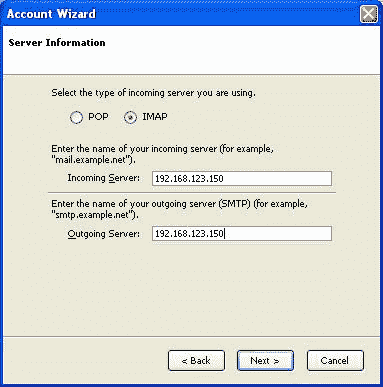 Account Wizard
Server Information
Select the type of incoming server you are using.
POP IMAP
Enter the name of your incoming server (for example,
"mail.example.net").
Incoming Server: 192.168.123.150
Enter the name of your outgoing server (SMTP) (for example,
"smtp.example.net").
Outgoing Server: 192.168.123.150
< Back Next > Cancel